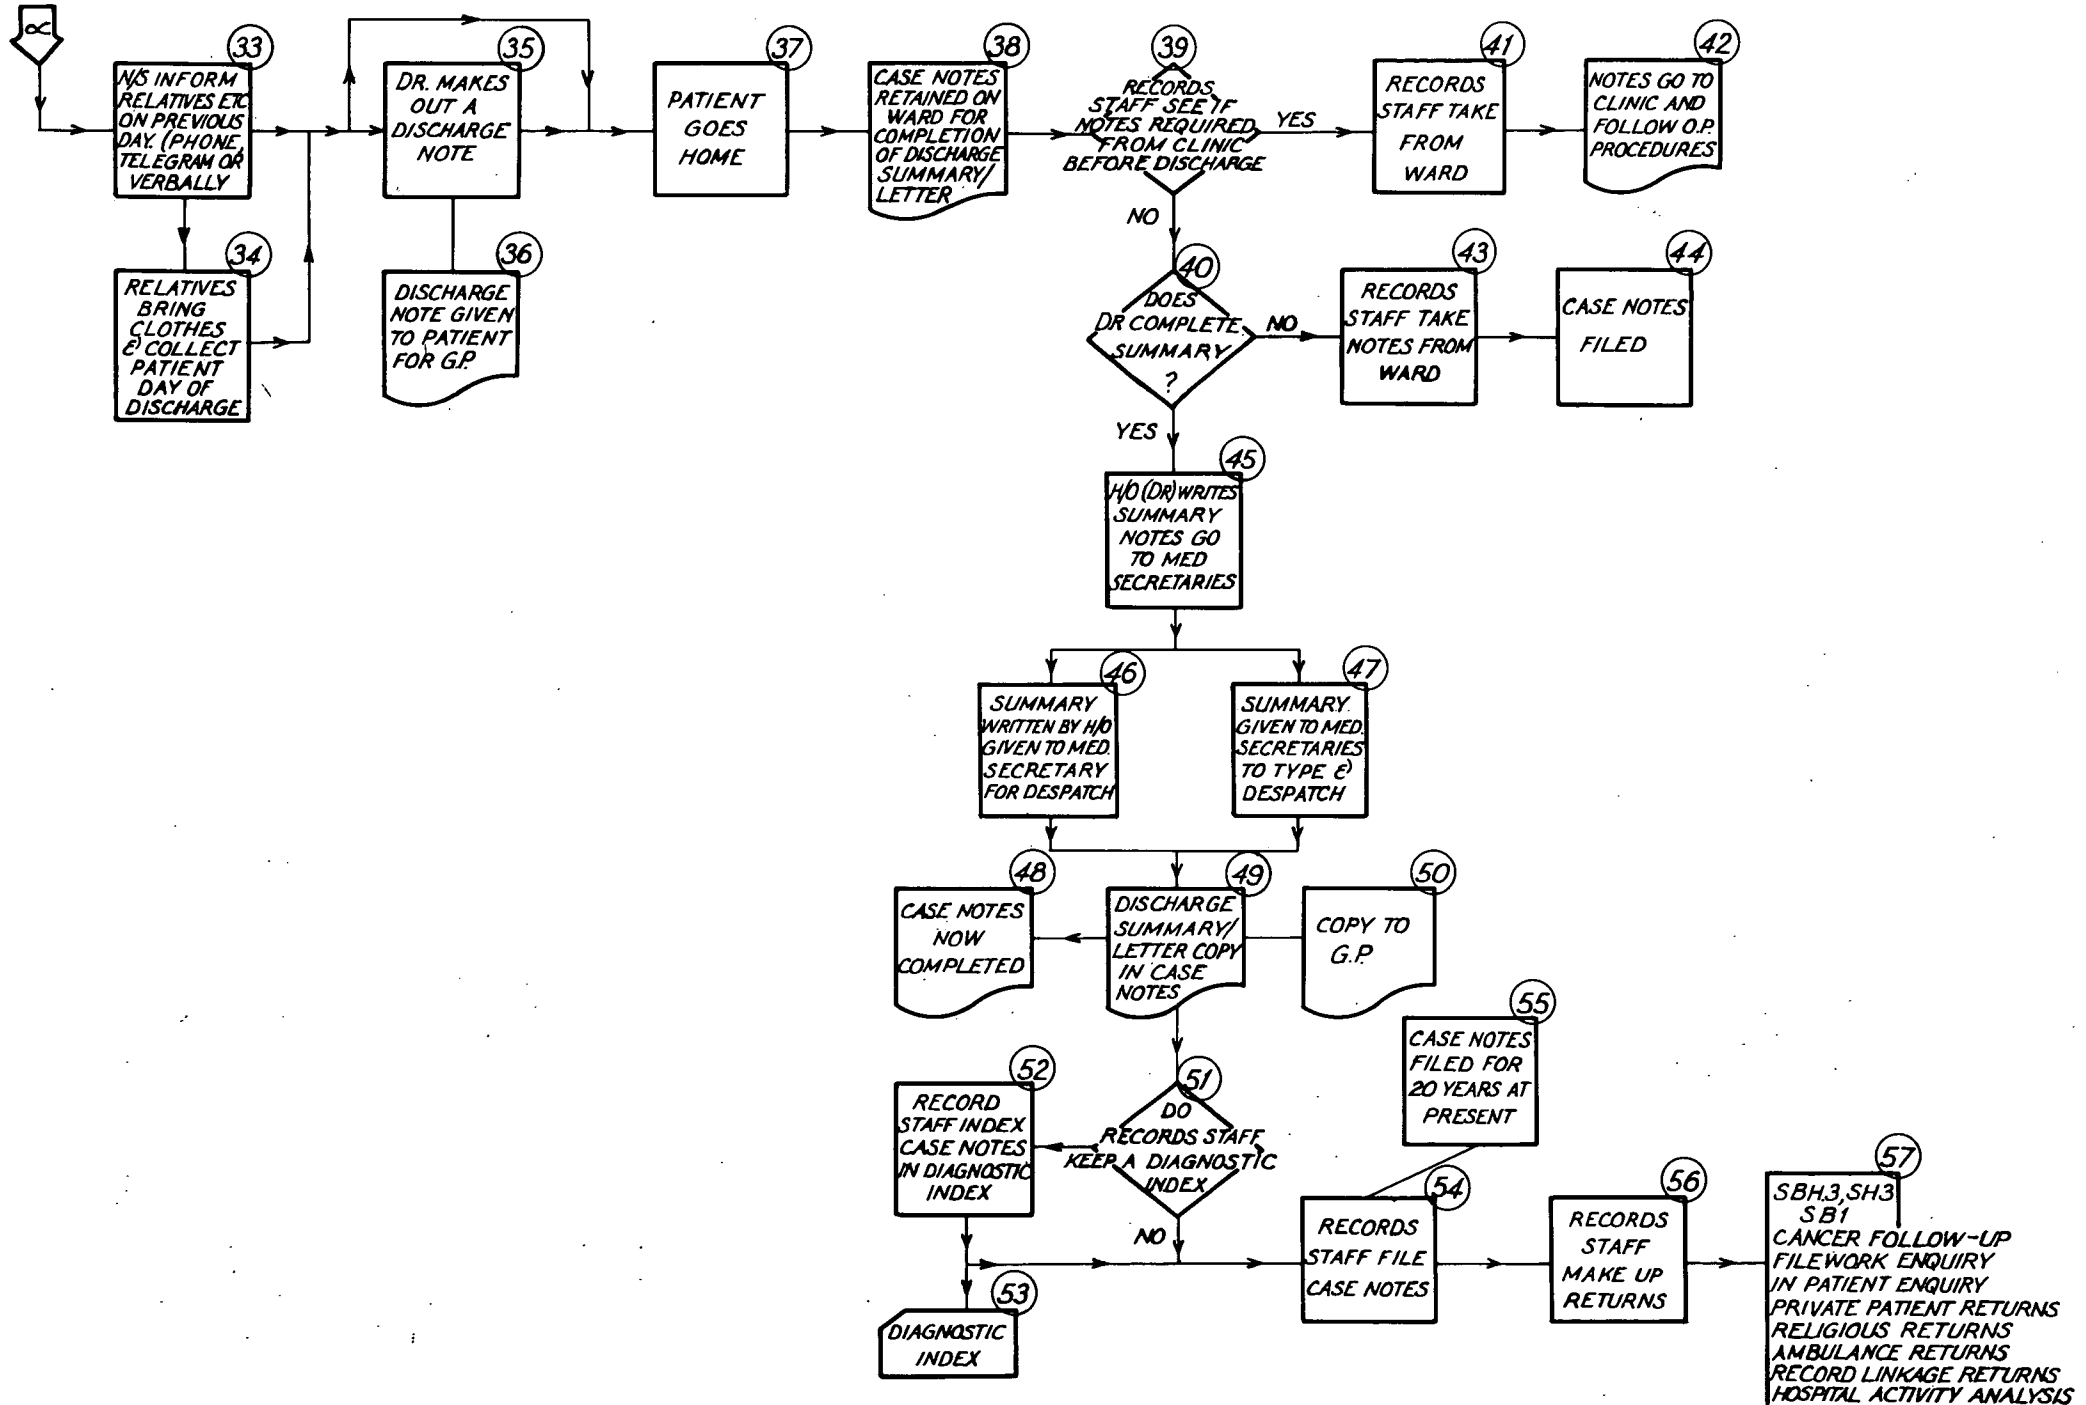 ∝
33
N/S INFORM
RELATIVES ETC
ON PREVIOUS
DAY. (PHONE,
TELEGRAM OR
VERBALLY
34
RELATIVES
BRING
CLOTHES
& COLLECT
PATIENT
DAY OF
DISCHARGE
35
DR. MAKES
OUT A
DISCHARGE
NOTE
36
DISCHARGE
NOTE GIVEN
TO PATIENT
FOR G.P.
37
PATIENT
GOES
HOME
38
CASE NOTES
RETAINED ON
WARD FOR
COMPLETION
OF DISCHARGE
SUMMARY/
LETTER
39
RECORDS
STAFF SEE IF
NOTES REQUIRED
FROM CLINIC
BEFORE DISCHARGE
YES
NO
41
RECORDS
STAFF TAKE
FROM
WARD
42
NOTES GO TO
CLINIC AND
FOLLOW O.P.
PROCEDURES
40
DOES
DR COMPLETE
SUMMARY
?
NO
YES
43
RECORDS
STAFF TAKE
NOTES FROM
WARD
44
CASE NOTES
FILED
45
H/O (DR) WRITES
SUMMARY
NOTES GO
TO MED
SECRETARIES
46
SUMMARY
WRITTEN BY H/O
GIVEN TO MED.
SECRETARY
FOR DESPATCH
47
SUMMARY.
GIVEN TO MED.
SECRETARIES
TO TYPE &
DESPATCH
48
CASE NOTES
NOW
COMPLETED
49
DISCHARGE
SUMMARY/
LETTER COPY
IN CASE
NOTES
50
COPY TO
G.P.
51
DO
RECORDS STAFF
KEEP A DIAGNOSTIC
INDEX
NO
52
RECORD
STAFF INDEX
CASE NOTES
IN DIAGNOSTIC
INDEX
53
DIAGNOSTIC
INDEX
54
RECORDS
STAFF FILE
CASE NOTES
55
CASE NOTES
FILED FOR
20 YEARS AT
PRESENT
56
RECORDS
STAFF
MAKE UP
RETURNS
57
SBH.3, SH3
SB1
CANCER FOLLOW-UP
FILEWORK ENQUIRY
IN PATIENT ENQUIRY
PRIVATE PATIENT RETURNS
RELIGIOUS RETURNS
AMBULANCE RETURNS
RECORD LINKAGE RETURNS
HOSPITAL ACTIVITY ANALYSIS